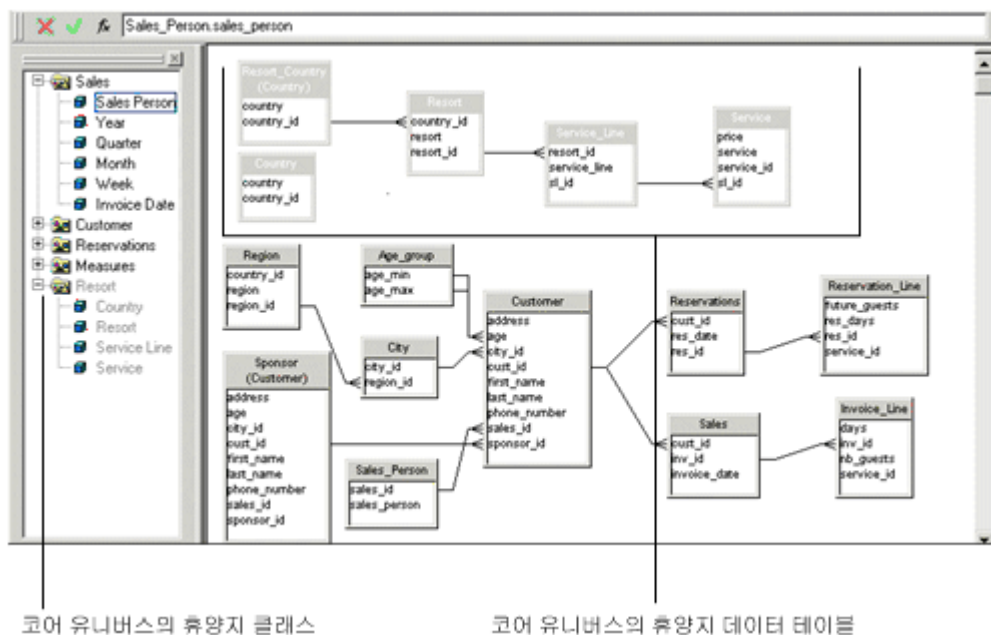 Sales_Person.sales_person
Sales
Sales Person
Year
Quarter
Month
Week
Invoice Date
Customer
Reservations
Measures
Resort
Country
Resort
Service Line
Service
Resort_Country
(Country)
country
country_id
Country
country
country_id
Resort
country_id
resort
resort_id
Service_Line
resort_id
service_line
sl_id
Service
price
service
service_id
sl_id
Region
country_id
region
region_id
Age_group
age_min
age_max
Sponsor
(Customer)
address
age
city_id
cust_id
first_name
last_name
phone_number
sales_id
sponsor_id
City
city_id
region_id
Sales_Person
sales_id
sales_person
Customer
address
age
city_id
cust_id
first_name
last_name
phone_number
sales_id
sponsor_id
Reservations
cust_id
res_date
res_id
Reservation_Line
future_guests
res_days
res_id
service_id
Sales
cust_id
inv_id
invoice_date
Invoice_Line
days
inv_id
nb_guests
service_id
코어 유니버스의 휴양지 클래스
코어 유니버스의 휴양지 데이터 테이블